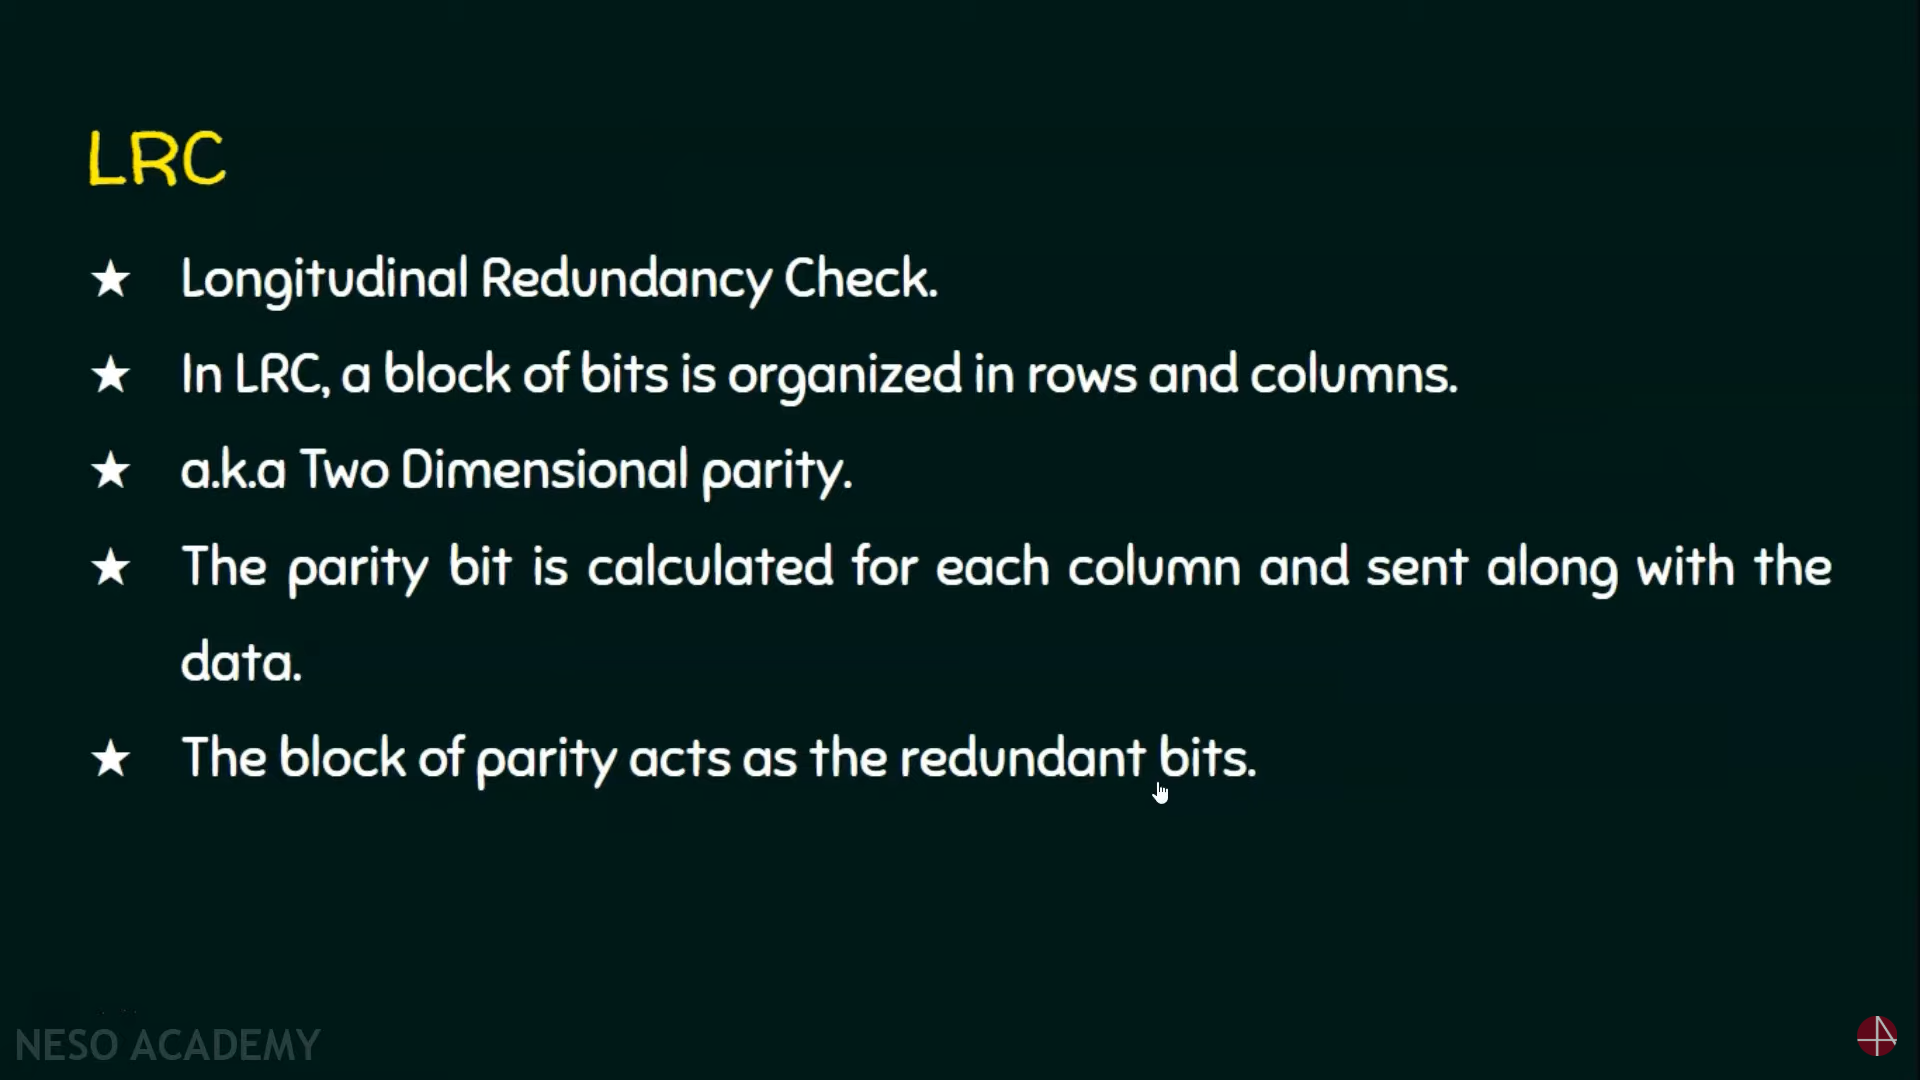 LRC
★ Longitudinal Redundancy Check.
★ In LRC, a block of bits is organized in rows and columns.
★ a.k.a Two Dimensional parity.
★ The parity bit is calculated for each column and sent along with the
data.
★ The block of parity acts as the redundant bits.
NESO ACADEMY